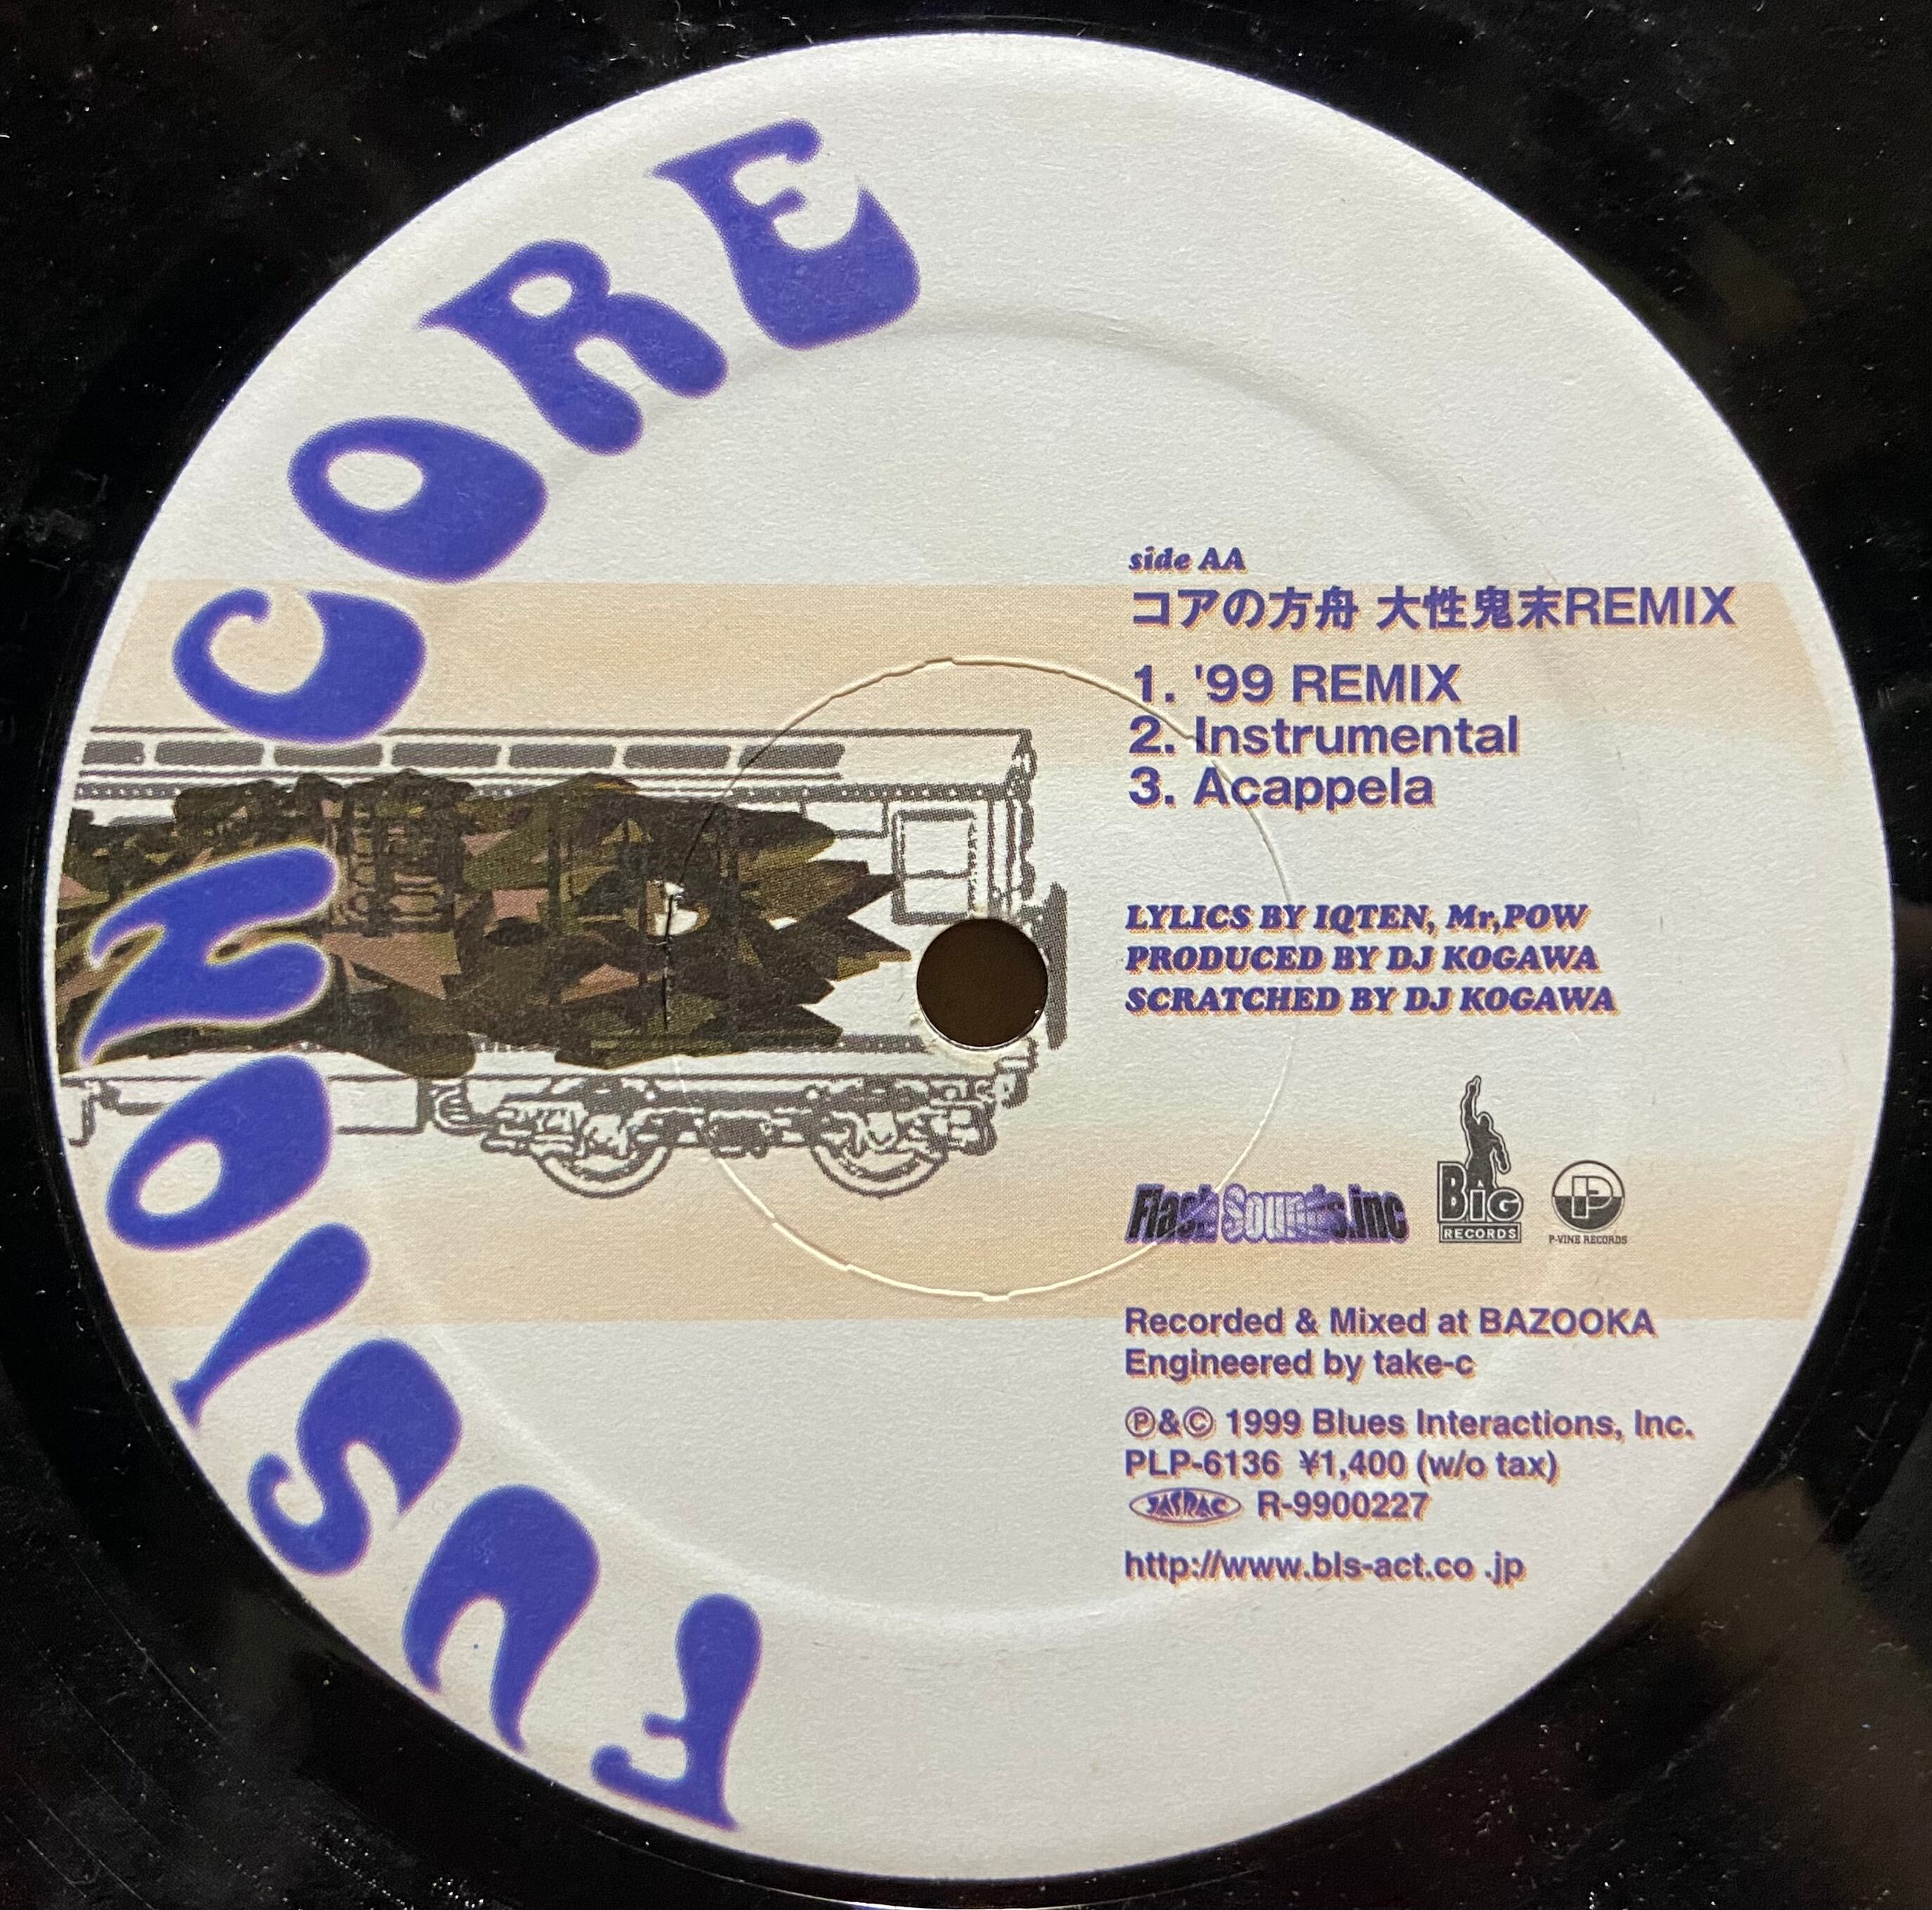 FUSION CORE
side AA
コアの方舟 大性鬼末REMIX
1. '99 REMIX
2. Instrumental
3. Acappela
LYLICS BY IQTEN, Mr,POW
PRODUCED BY DJ KOGAWA
SCRATCHED BY DJ KOGAWA
Flash Sounds.inc
BIG
RECORDS
P
P-VINE RECORDS
Recorded & Mixed at BAZOOKA
Engineered by take-c
Ⓟ&© 1999 Blues Interactions, Inc.
PLP-6136 ¥1,400 (w/o tax)
JASRAC R-9900227
http://www.bls-act.co .jp